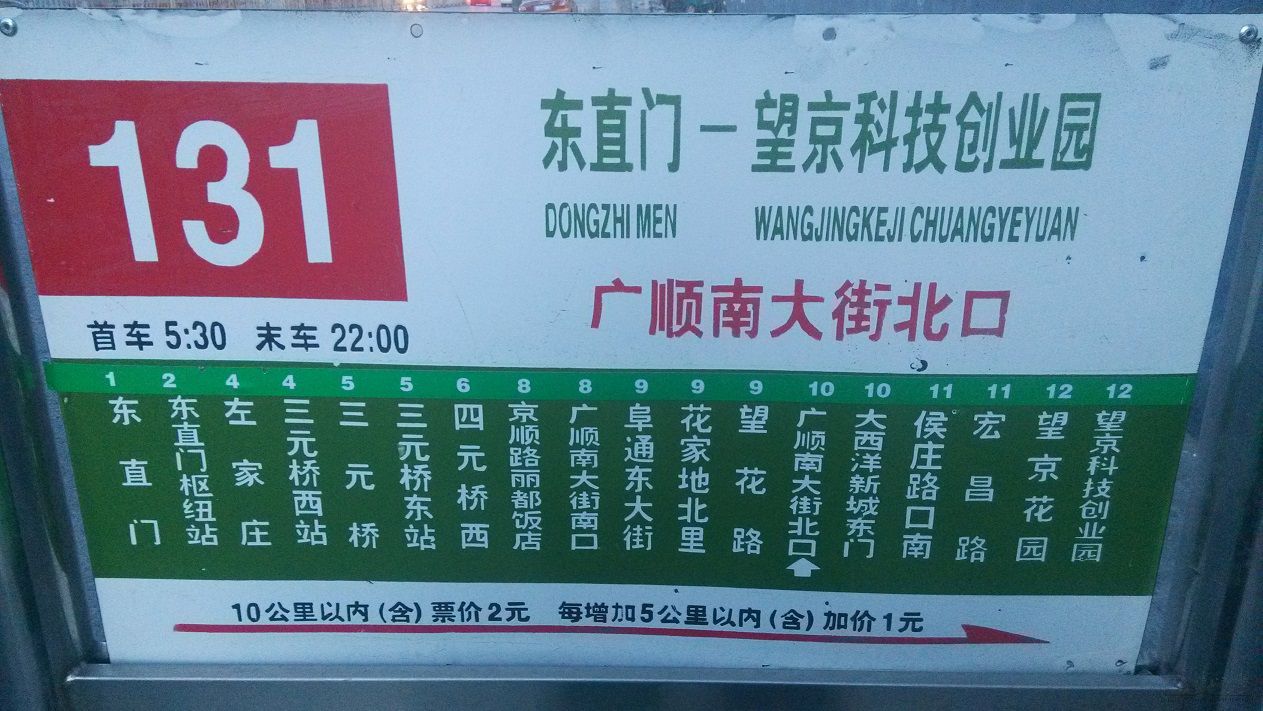 131
东直门－望京科技创业园
DONGZHI MEN WANGJINGKEJI CHUANGYEYUAN
广顺南大街北口
首车 5:30 末车 22:00
1 2 4 4 5 5 6 8 8 9 9 9 10 10 11 11 12 12
东直门
东直门枢纽站
左家庄
三元桥西站
三元桥
三元桥东站
四元桥西
京顺路丽都饭店
广顺南大街南口
阜通东大街
花家地北里
望花路
广顺南大街北口
大西洋新城东门
侯庄路口南
宏昌路
望京花园
望京科技创业园
10公里以内(含)票价2元 每增加5公里以内(含)加价1元